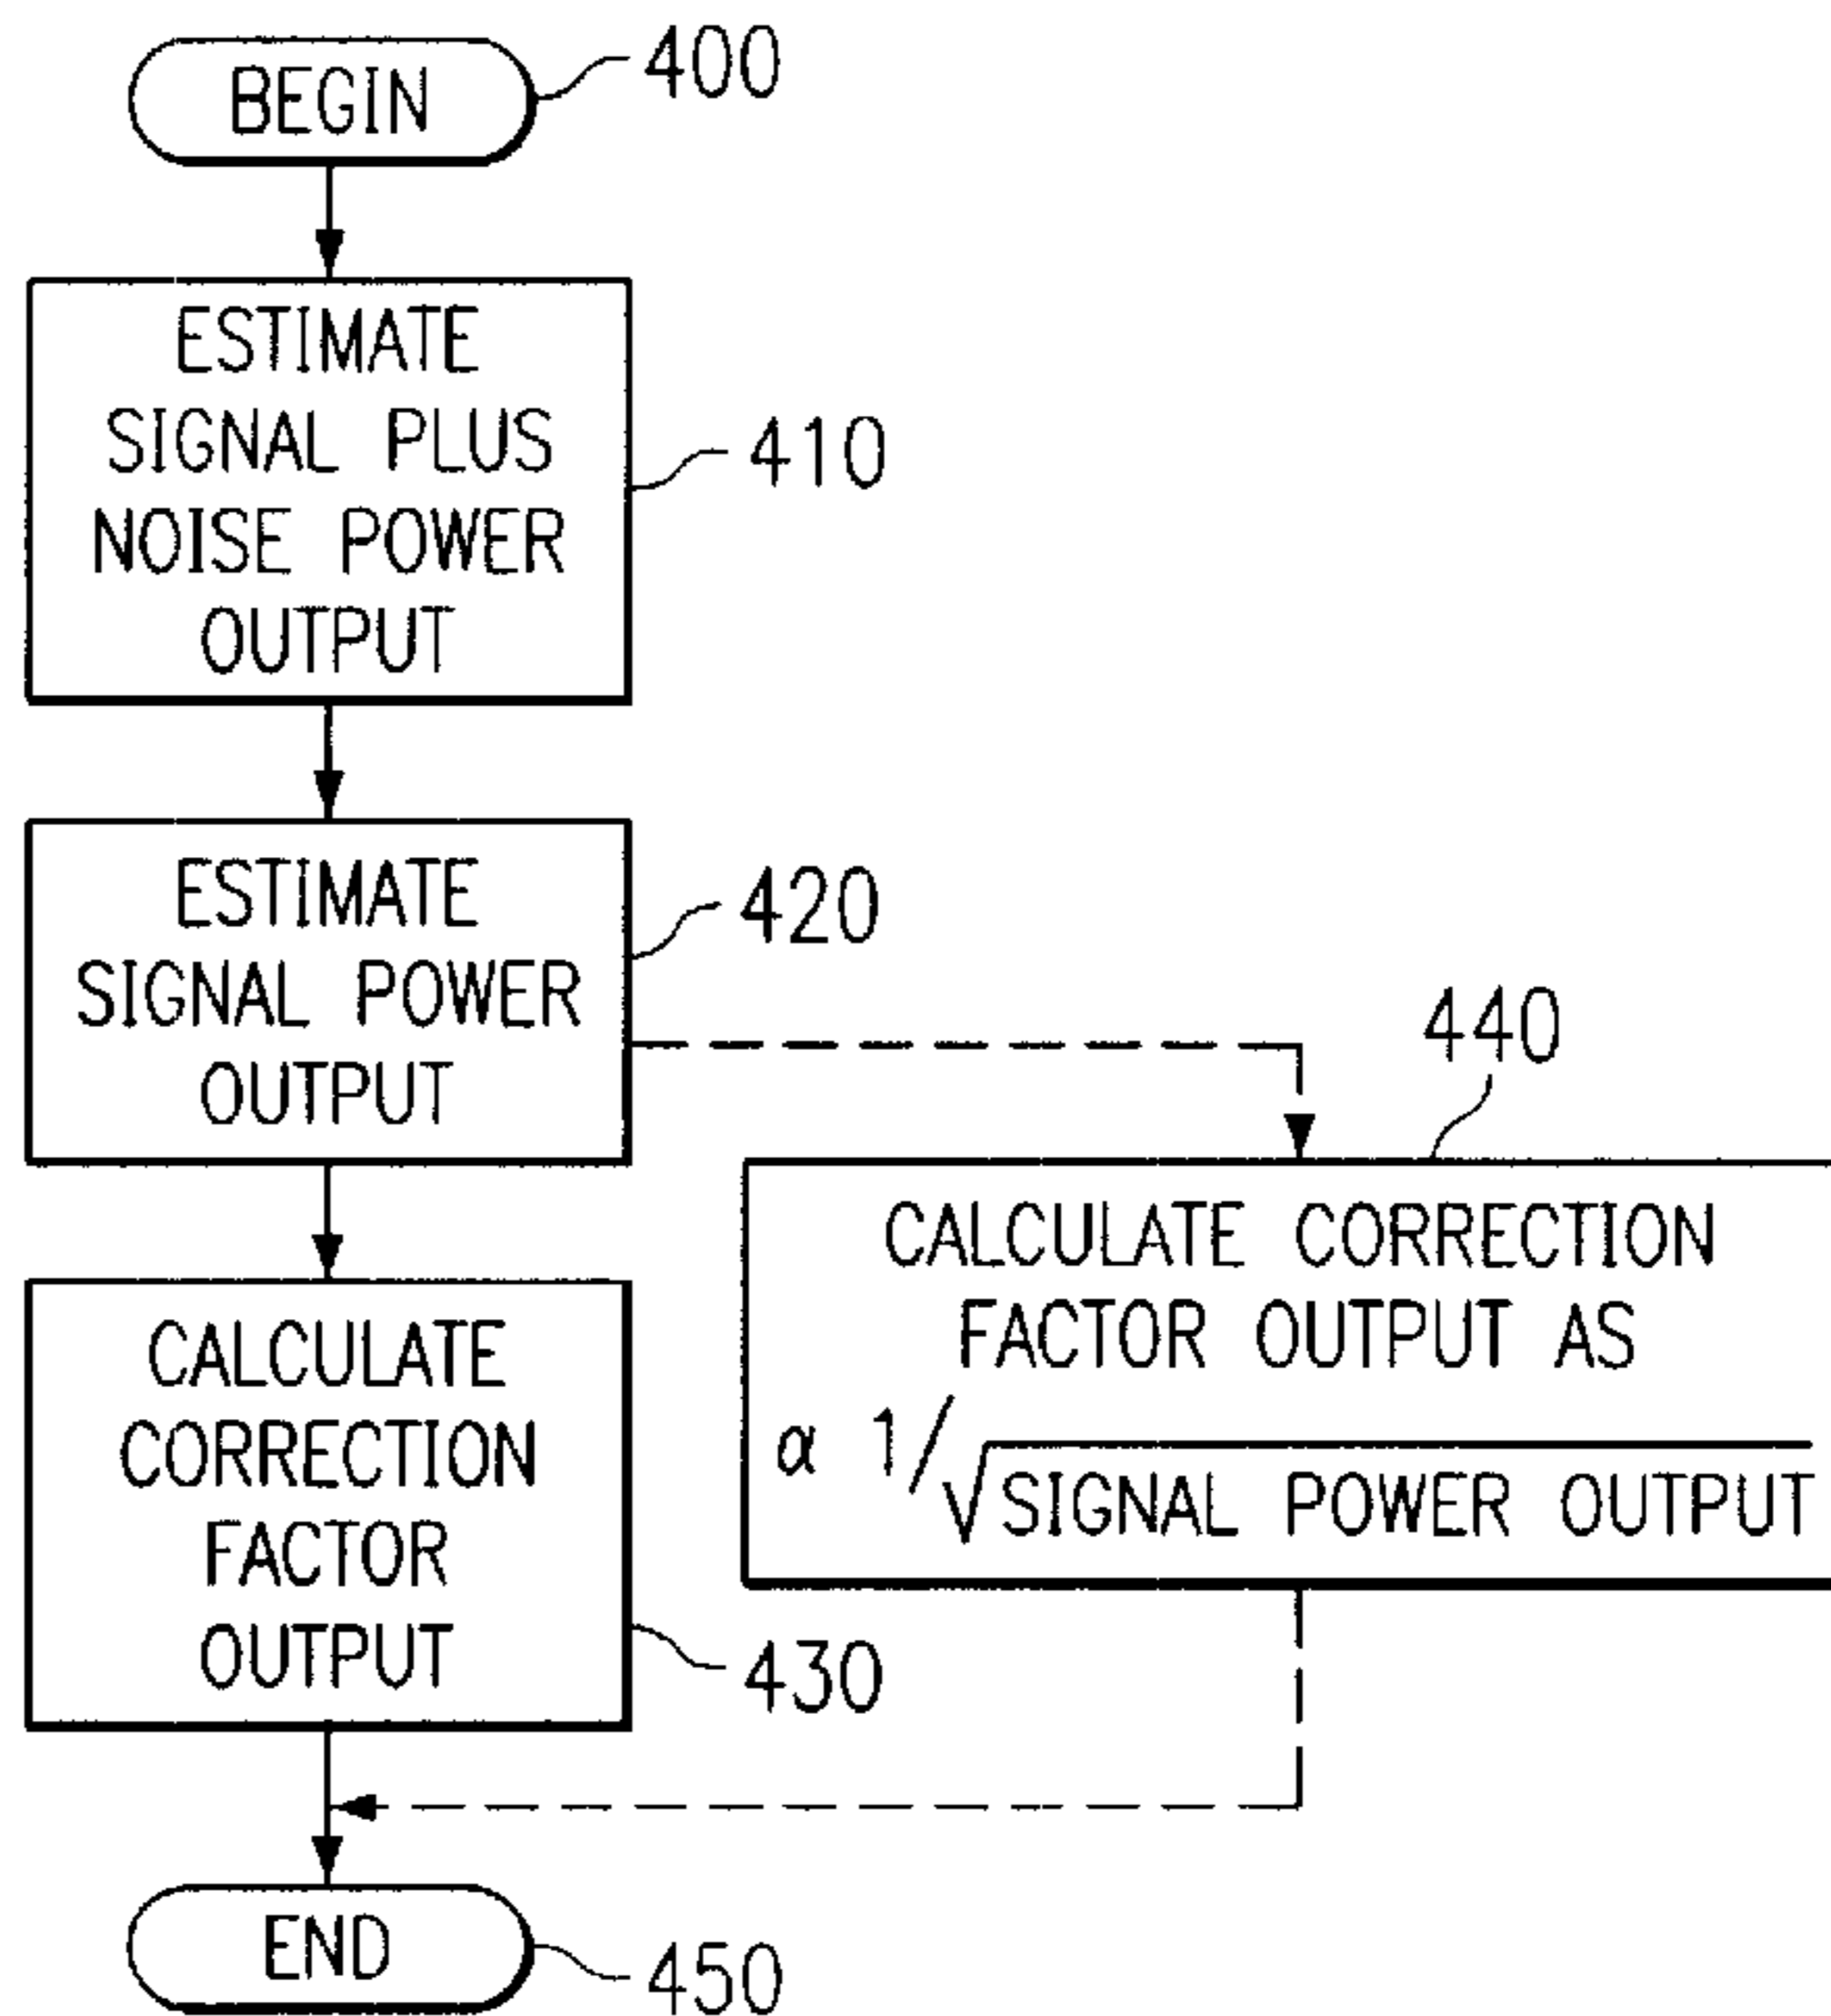 BEGIN
400
ESTIMATE
SIGNAL PLUS
NOISE POWER
OUTPUT
410
ESTIMATE
SIGNAL POWER
OUTPUT
420
CALCULATE
CORRECTION
FACTOR
OUTPUT
430
440
CALCULATE CORRECTION
FACTOR OUTPUT AS
α 1/√SIGNAL POWER OUTPUT
END
450